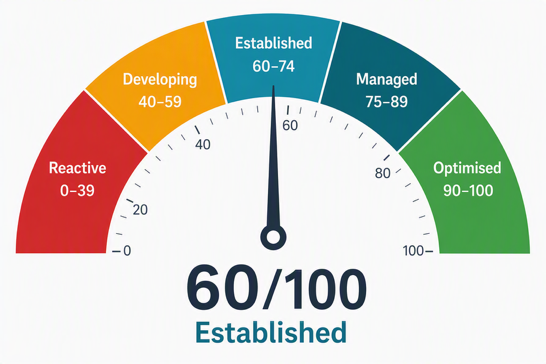 Established
60–74
Developing
40–59
Managed
75–89
Reactive
0–39
Optimised
90–100
0
20
40
60
80
100
60/100
Established